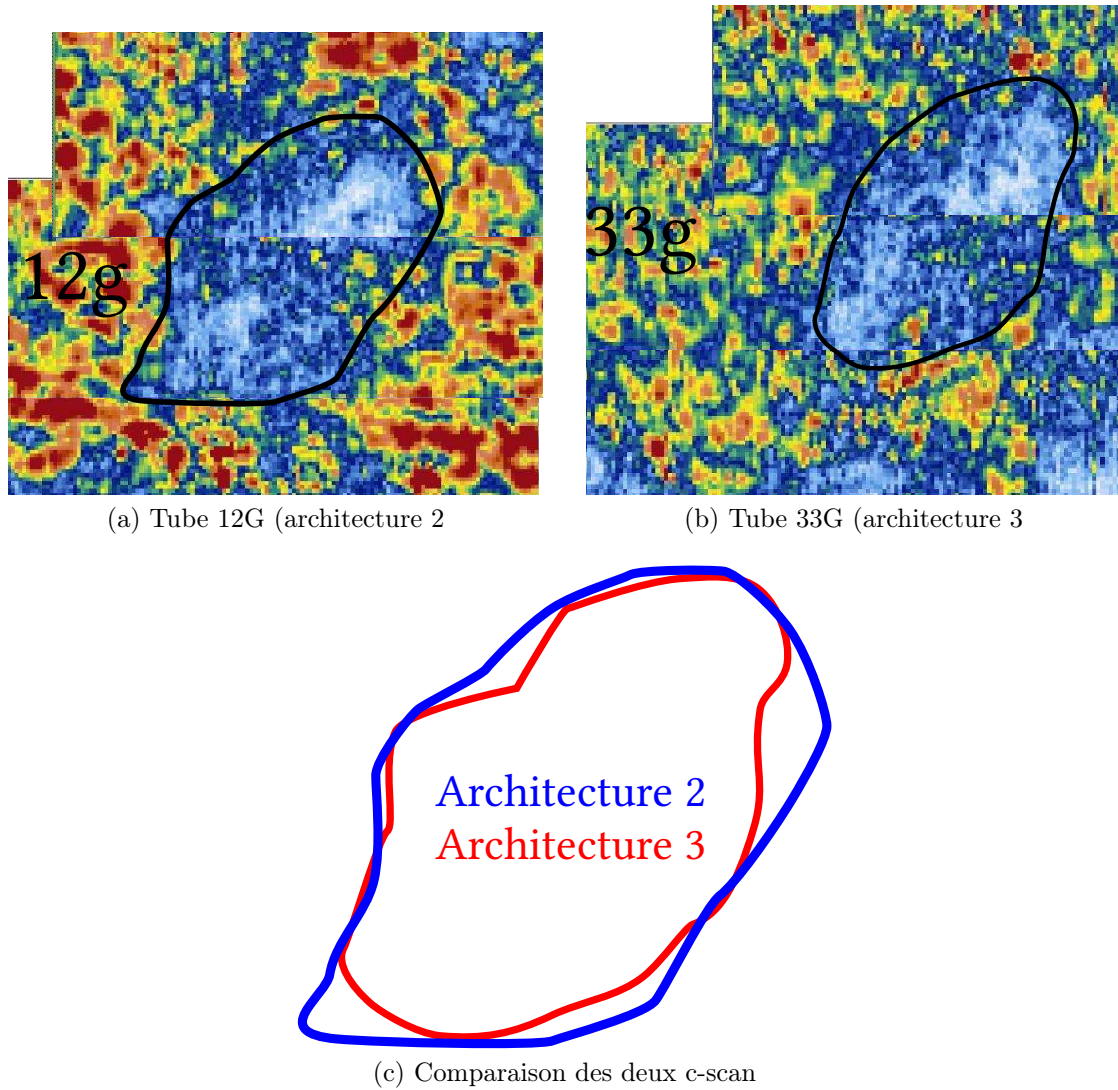 12g
33g
(a) Tube 12G (architecture 2
(b) Tube 33G (architecture 3
Architecture 2
Architecture 3
(c) Comparaison des deux c-scan